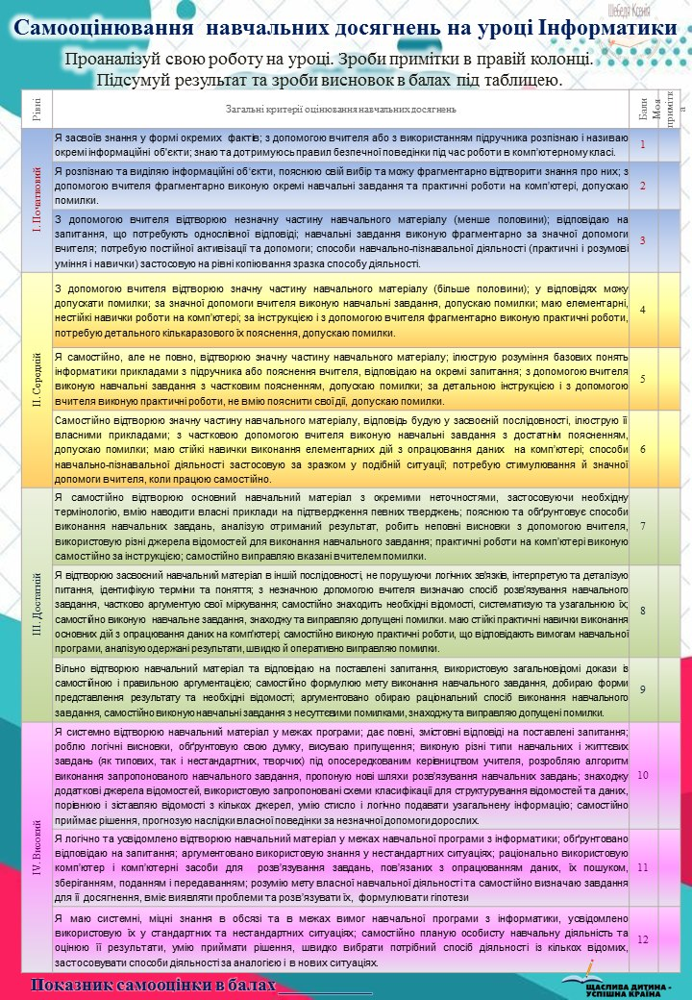 Шебедя Ксенія
Самооцінювання навчальних досягнень на уроці Інформатики
Проаналізуй свою роботу на уроці. Зроби примітки в правій колонці.
Підсумуй результат та зроби висновок в балах під таблицею.
Рівні
Загальні критерії оцінювання навчальних досягнень
Бали
Моя
примітк
а
І. Початковий
Я засвоїв знання у формі окремих фактів; з допомогою вчителя або з використанням підручника розпізнаю і називаю
окремі інформаційні об'єкти; знаю та дотримуюсь правил безпечної поведінки під час роботи в комп'ютерному класі.
1
Я розпізнаю та виділяю інформаційні об'єкти, пояснюю свій вибір та можу фрагментарно відтворити знання про них; з
допомогою вчителя фрагментарно виконую окремі навчальні завдання та практичні роботи на комп'ютері, допускаю
помилки.
2
З допомогою вчителя відтворюю незначну частину навчального матеріалу (менше половини); відповідаю на
запитання, що потребують однослівної відповіді; навчальні завдання виконую фрагментарно за значної допомоги
вчителя; потребую постійної активізації та допомоги; способи навчально-пізнавальної діяльності (практичні і розумові
уміння і навички) застосовую на рівні копіювання зразка способу діяльності.
3
ІІ. Середній
З допомогою вчителя відтворюю значну частину навчального матеріалу (більше половини); у відповідях можу
допускати помилки; за значної допомоги вчителя виконую навчальні завдання, допускаю помилки; маю елементарні,
нестійкі навички роботи на комп'ютері; за інструкцією і з допомогою вчителя фрагментарно виконую практичні роботи,
потребую детального кількаразового їх пояснення, допускаю помилки.
4
Я самостійно, але не повно, відтворюю значну частину навчального матеріалу; ілюструю розуміння базових понять
інформатики прикладами з підручника або пояснення вчителя, відповідаю на окремі запитання; з допомогою вчителя
виконую навчальні завдання з частковим поясненням, допускаю помилки; за детальною інструкцією і з допомогою
вчителя виконую практичні роботи, не вмію пояснити свої дії, допускаю помилки.
5
Самостійно відтворюю значну частину навчального матеріалу, відповідь будую у засвоєній послідовності, ілюструю її
власними прикладами; з частковою допомогою вчителя виконую навчальні завдання з достатнім поясненням,
допускаю помилки; маю стійкі навички виконання елементарних дій з опрацювання даних на комп'ютері; способи
навчально-пізнавальної діяльності застосовую за зразком у подібній ситуації; потребую стимулювання й значної
допомоги вчителя, коли працюю самостійно.
6
ІІІ. Достатній
Я самостійно відтворюю основний навчальний матеріал з окремими неточностями, застосовуючи необхідну
термінологію, вмію наводити власні приклади на підтвердження певних тверджень; пояснюю та обґрунтовує способи
виконання навчальних завдань, аналізую отриманий результат, робить неповні висновки з допомогою вчителя,
використовую різні джерела відомостей для виконання навчального завдання; практичні роботи на комп'ютері виконую
самостійно за інструкцією; самостійно виправляю вказані вчителем помилки.
7
Я відтворюю засвоєний навчальний матеріал в іншій послідовності, не порушуючи логічних зв'язків, інтерпретую та деталізую
питання, ідентифікую терміни та поняття; з незначною допомогою вчителя визначаю спосіб розв'язування навчального
завдання, частково аргументую свої міркування; самостійно знаходить необхідні відомості, систематизую та узагальнюю їх;
самостійно виконую навчальне завдання, знаходжу та виправляю допущені помилки. маю стійкі практичні навички виконання
основних дій з опрацювання даних на комп'ютері; самостійно виконую практичні роботи, що відповідають вимогам навчальної
програми, аналізую одержані результати, швидко й оперативно виправляю помилки.
8
Вільно відтворюю навчальний матеріал та відповідаю на поставлені запитання, використовую загальновідомі докази із
самостійною і правильною аргументацією; самостійно формулюю мету виконання навчального завдання, добираю форми
представлення результату та необхідні відомості; аргументовано обираю раціональний спосіб виконання навчального
завдання, самостійно виконую навчальні завдання з несуттєвими помилками, знаходжу та виправляю допущені помилки.
9
IV. Високий
Я системно відтворюю навчальний матеріал у межах програми; дає повні, змістовні відповіді на поставлені запитання;
роблю логічні висновки, обґрунтовую свою думку, висуваю припущення; виконую різні типи навчальних і життєвих
завдань (як типових, так і нестандартних, творчих) під опосередкованим керівництвом учителя, розробляю алгоритм
виконання запропонованого навчального завдання, пропоную нові шляхи розв'язування навчальних завдань; знаходжу
додаткові джерела відомостей, використовую запропоновані схеми класифікації для структурування відомостей та даних,
порівнюю і зіставляю відомості з кількох джерел, умію стисло і логічно подавати узагальнену інформацію; самостійно
приймає рішення, прогнозую наслідки власної поведінки за незначної допомоги дорослих.
10
Я логічно та усвідомлено відтворюю навчальний матеріал у межах навчальної програми з інформатики; обґрунтовано
відповідаю на запитання; аргументовано використовую знання у нестандартних ситуаціях; раціонально використовую
комп'ютер і комп'ютерні засоби для розв'язування завдань, пов'язаних з опрацюванням даних, їх пошуком,
зберіганням, поданням і передаванням; розумію мету власної навчальної діяльності та самостійно визначаю завдання
для її досягнення, вміє виявляти проблеми та розв'язувати їх, формулювати гіпотези
11
Я маю системні, міцні знання в обсязі та в межах вимог навчальної програми з інформатики, усвідомлено
використовую їх у стандартних та нестандартних ситуаціях; самостійно планую особисту навчальну діяльність та
оцінюю її результати, умію приймати рішення, швидко вибрати потрібний спосіб діяльності із кількох відомих,
застосовувати способи діяльності за аналогією і в нових ситуаціях.
12
Показник самооцінки в балах ___________
ЩАСЛИВА ДИТИНА -
УСПІШНА КРАЇНА